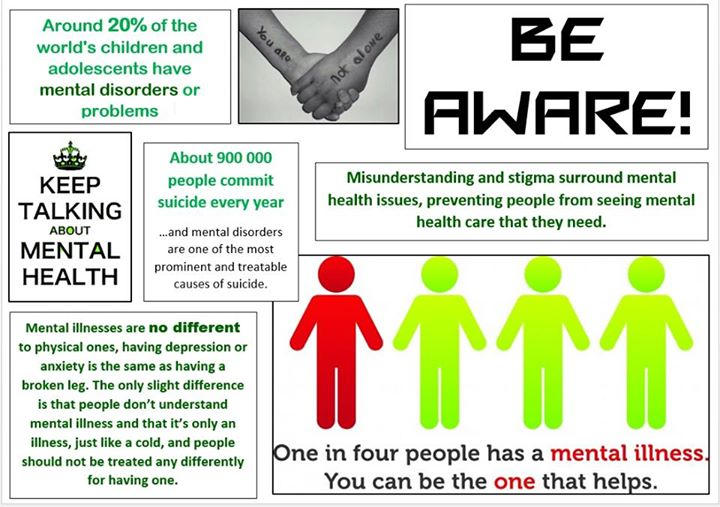 Around 20% of the
world's children and
adolescents have
mental disorders or
problems
You are
not alone
BE
AWARE!
KEEP
TALKING
ABOUT
MENTAL
HEALTH
About 900 000
people commit
suicide every year
...and mental disorders
are one of the most
prominent and treatable
causes of suicide.
Misunderstanding and stigma surround mental
health issues, preventing people from seeing mental
health care that they need.
Mental illnesses are no different
to physical ones, having depression or
anxiety is the same as having a
broken leg. The only slight difference
is that people don't understand
mental illness and that it's only an
illness, just like a cold, and people
should not be treated any differently
for having one.
One in four people has a mental illness.
You can be the one that helps.